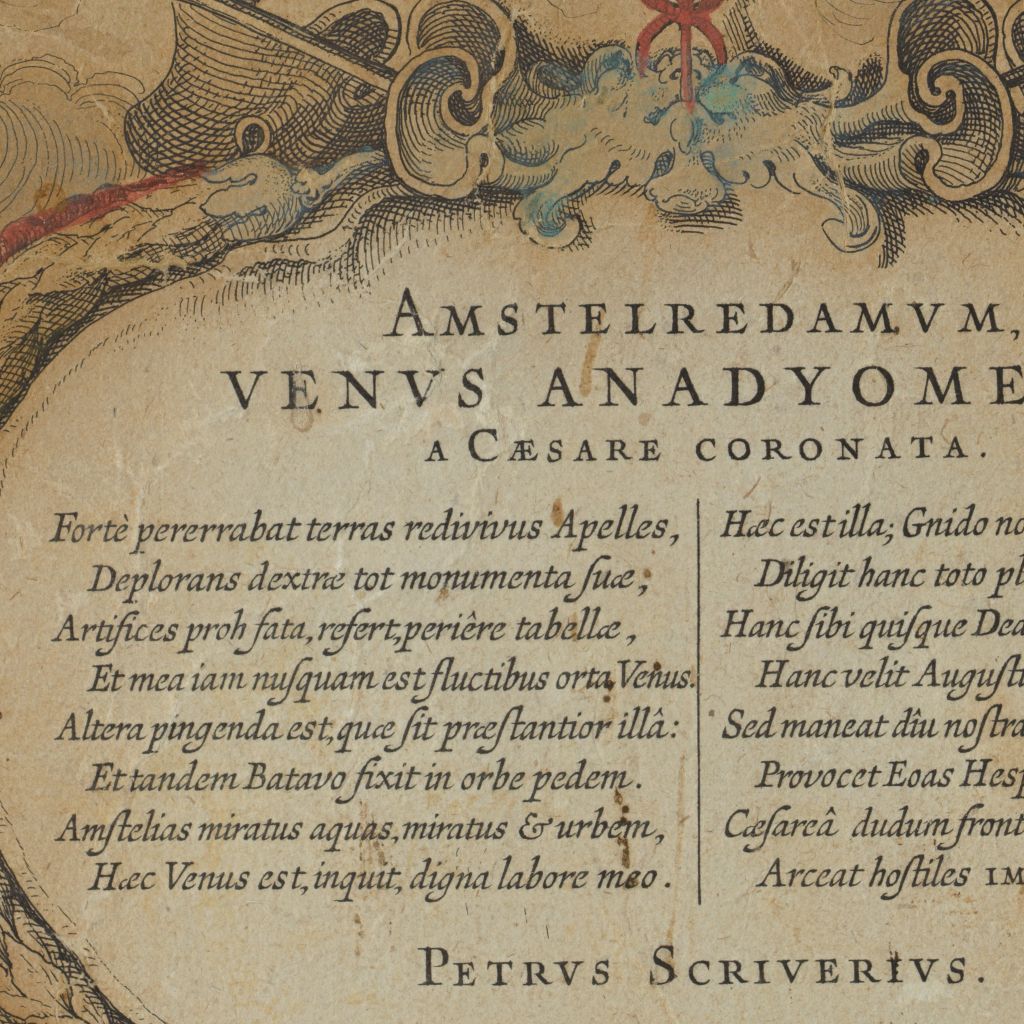 AMSTELREDAMVM,
VENVS ANADYOME
A CÆSARE CORONATA.
Fortè pererrabat terras redivivus Apelles,
Deplorans dextræ tot monumenta ſuæ;
Artifices proh fata, refert, periêre tabellæ,
Et mea iam nuſquam est fluctibus orta Venus.
Altera pingenda est, quæ ſit præſtantior illâ:
Et tandem Batavo fixit in orbe pedem.
Amſtelias miratus aquas, miratus & urbem,
Hæc Venus est, inquit, digna labore meo.
Hæc est illa; Gnido no
Diligit hanc toto pl
Hanc ſibi quiſque Dea
Hanc velit Auguſti
Sed maneat dîu noſtra
Provocet Eoas Heſp
Cæſareâ dudum front
Arceat hoſtiles IM
PETRVS SCRIVERIVS.